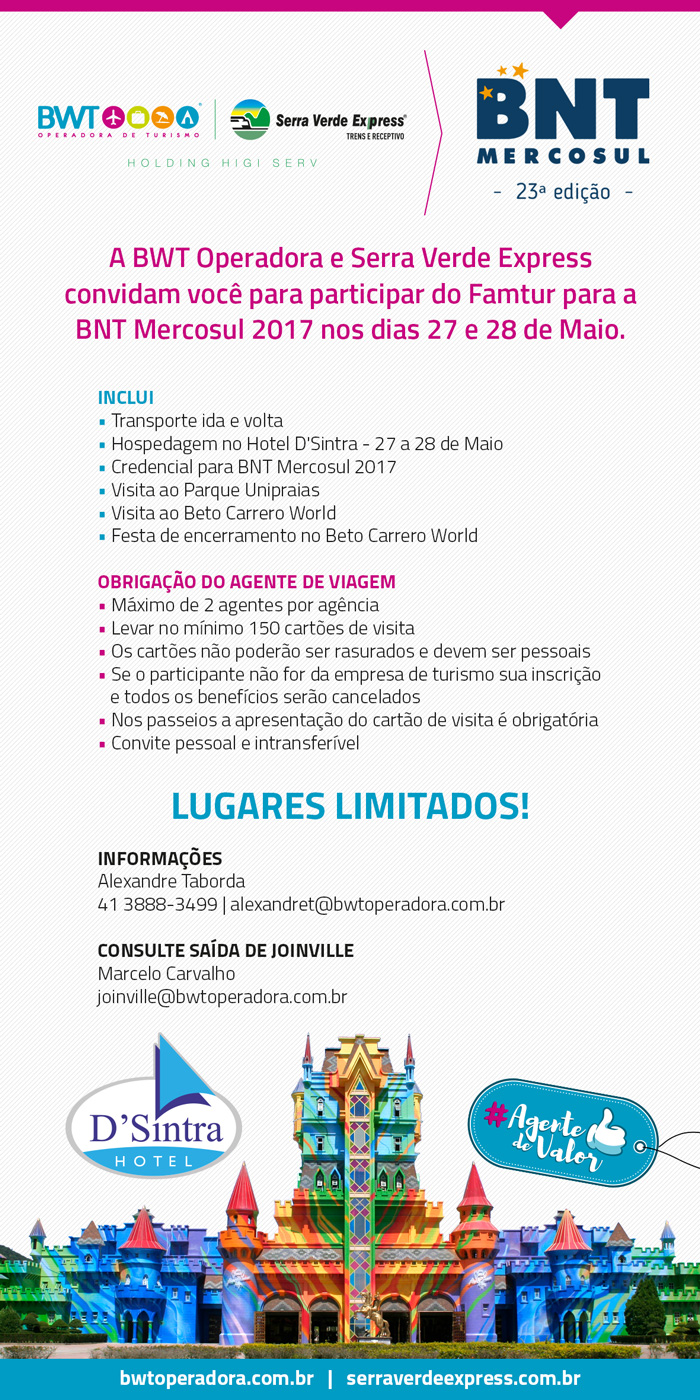 BWT
OPERADORA DE TURISMO
Serra Verde Express
TRENS E RECEPTIVO
HOLDING HIGI SERV
BNT
MERCOSUL
- 23ª edição -
A BWT Operadora e Serra Verde Express
convidam você para participar do Famtur para a
BNT Mercosul 2017 nos dias 27 e 28 de Maio.
INCLUI
▪ Transporte ida e volta
▪ Hospedagem no Hotel D'Sintra - 27 a 28 de Maio
▪ Credencial para BNT Mercosul 2017
▪ Visita ao Parque Unipraias
▪ Visita ao Beto Carrero World
▪ Festa de encerramento no Beto Carrero World
OBRIGAÇÃO DO AGENTE DE VIAGEM
▪ Máximo de 2 agentes por agência
▪ Levar no mínimo 150 cartões de visita
▪ Os cartões não poderão ser rasurados e devem ser pessoais
▪ Se o participante não for da empresa de turismo sua inscrição
e todos os benefícios serão cancelados
▪ Nos passeios a apresentação do cartão de visita é obrigatória
▪ Convite pessoal e intransferível
LUGARES LIMITADOS!
INFORMAÇÕES
Alexandre Taborda
41 3888-3499 | alexandret@bwtoperadora.com.br
CONSULTE SAÍDA DE JOINVILLE
Marcelo Carvalho
joinville@bwtoperadora.com.br
D'Sintra
HOTEL
#Agente
de
Valor
bwtoperadora.com.br | serraverdeexpress.com.br